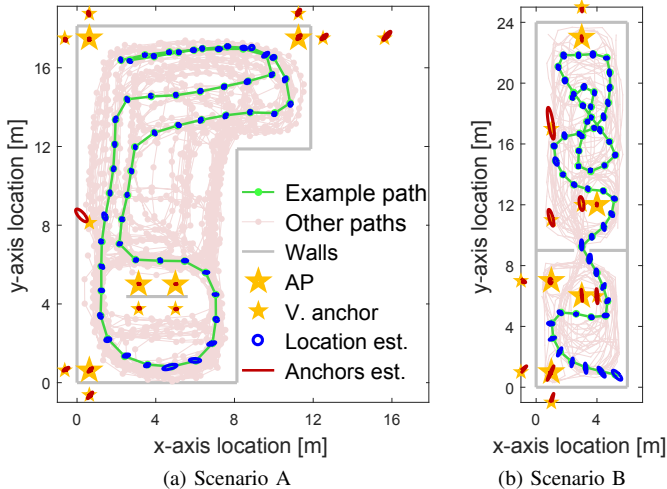 16
12
8
4
0
y-axis location [m]
0 4 8 12 16
x-axis location [m]
Example path
Other paths
Walls
AP
V. anchor
Location est.
Anchors est.
(a) Scenario A
24
20
16
12
8
4
0
y-axis location [m]
0 4
x-axis location [m]
(b) Scenario B